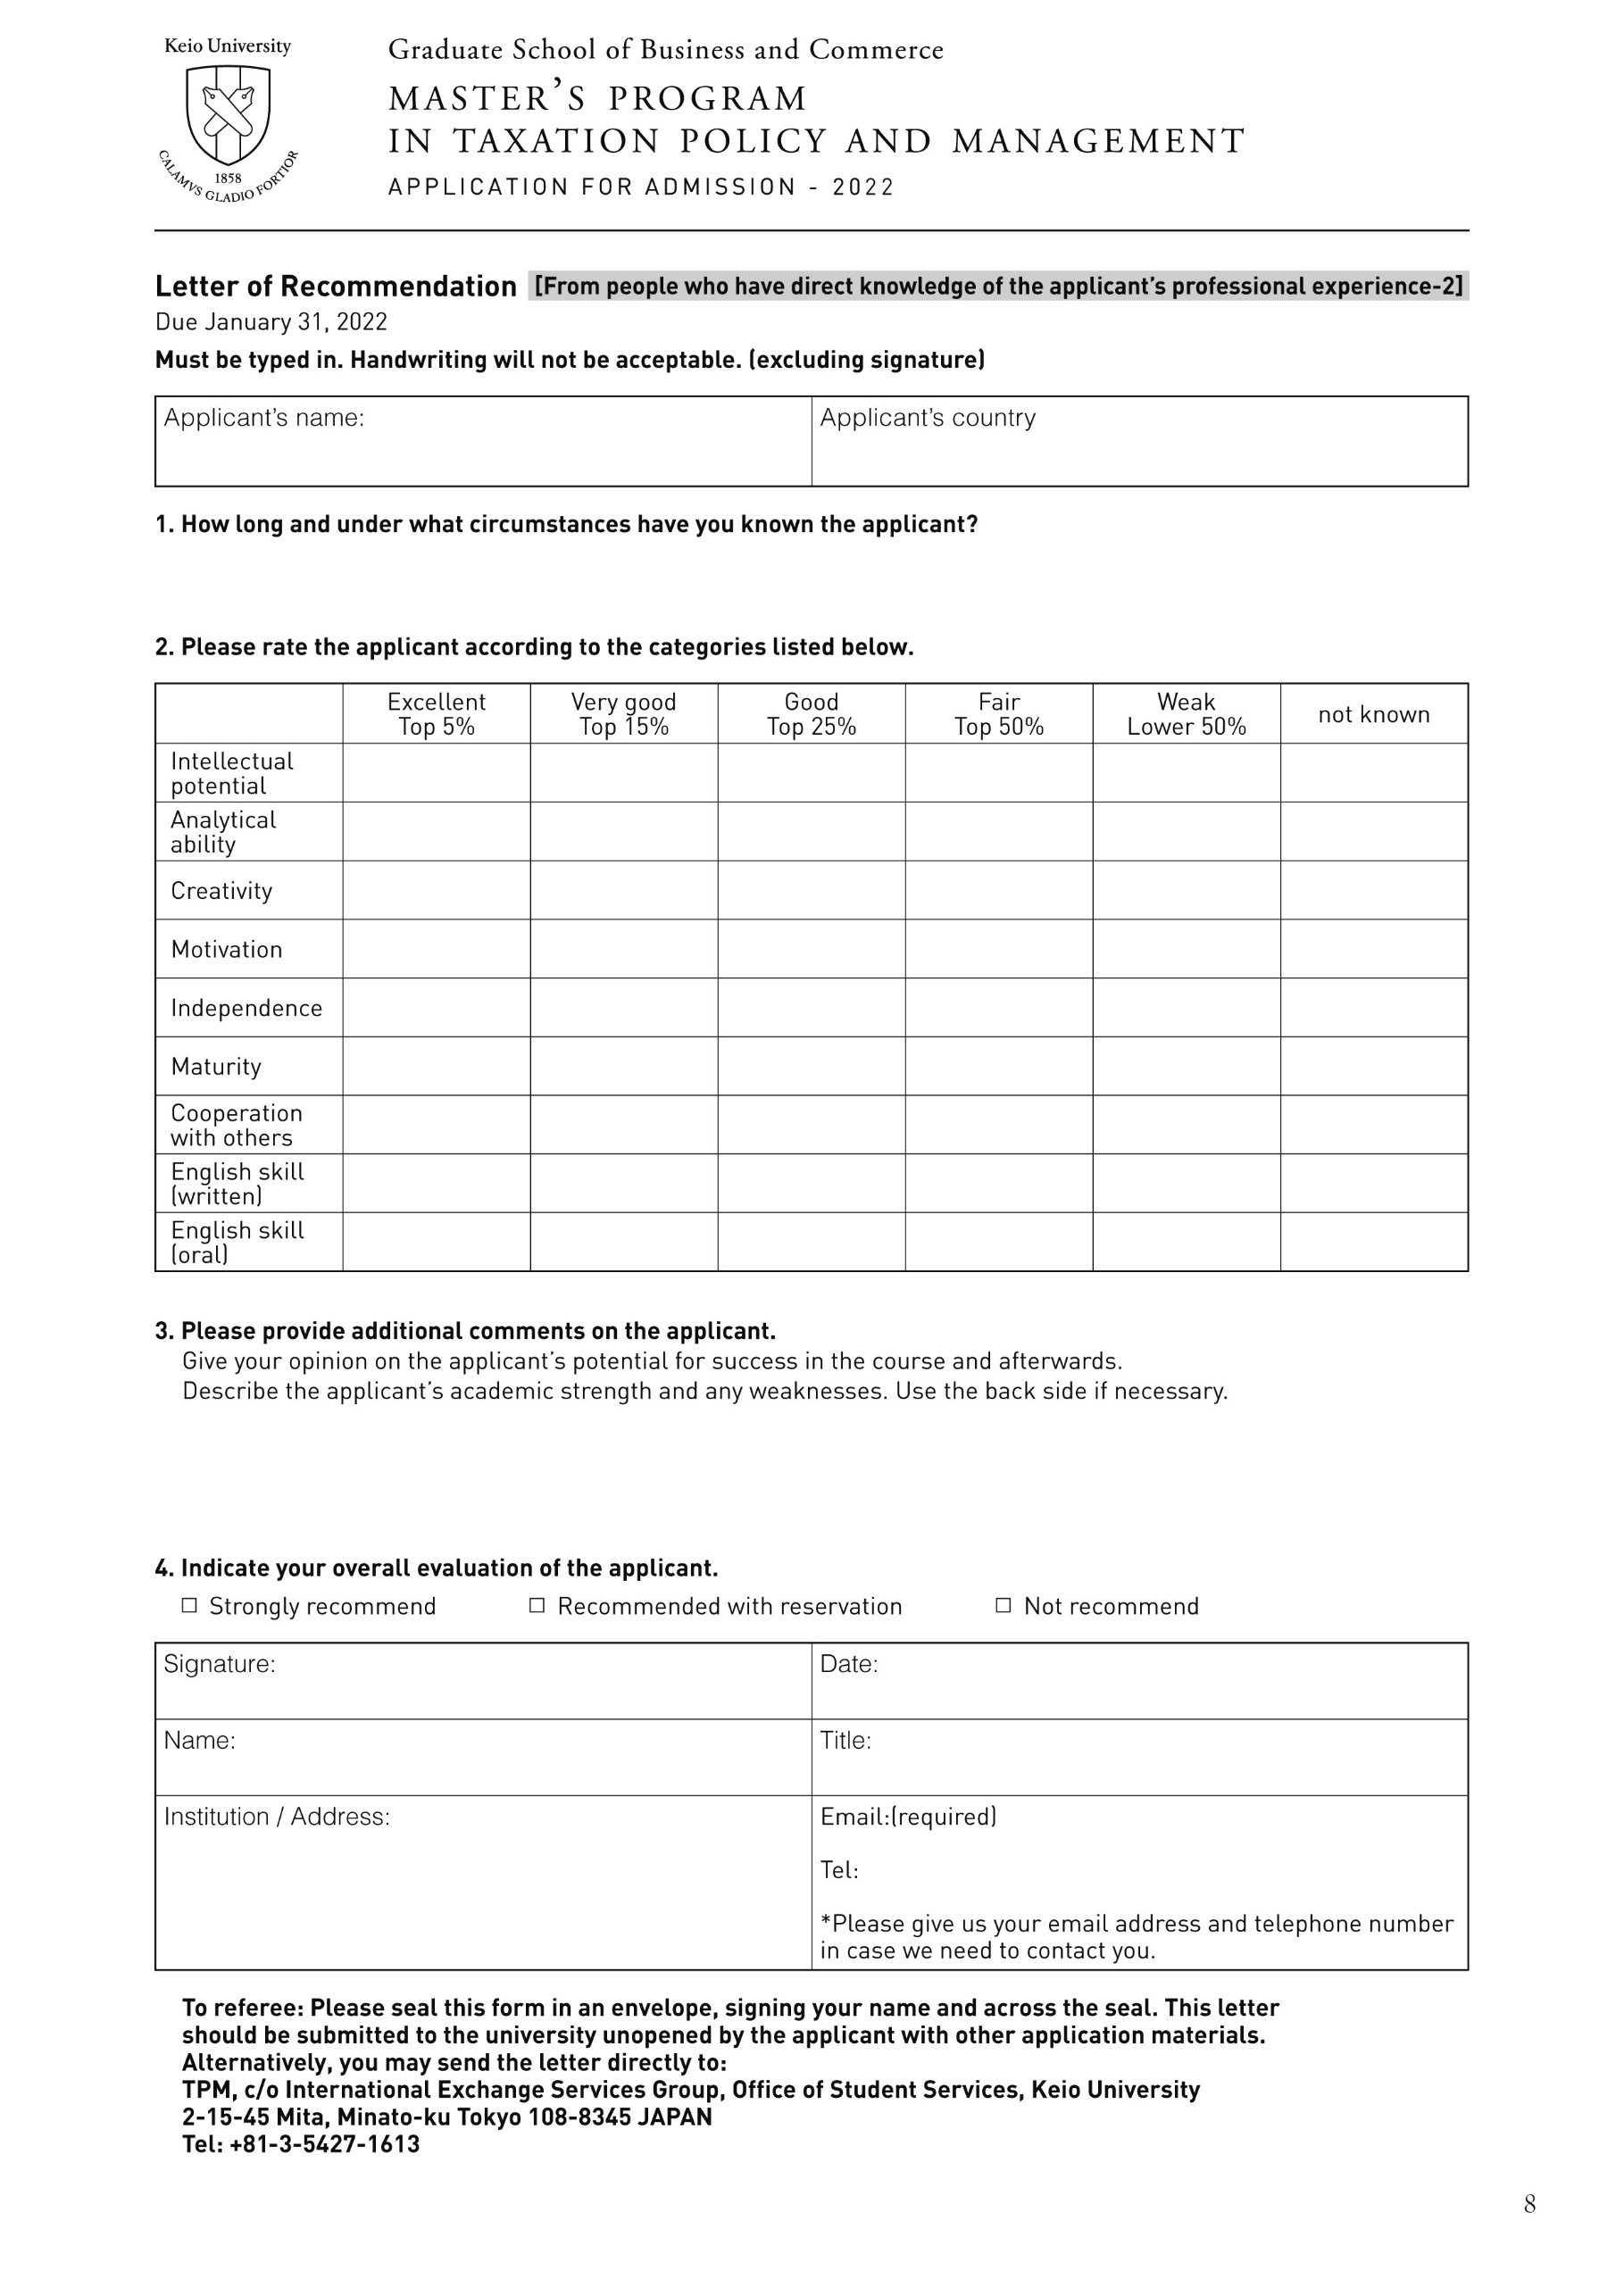 Keio University
1858
CALAMVS GLADIO FORTIOR
Graduate School of Business and Commerce
MASTER'S PROGRAM
IN TAXATION POLICY AND MANAGEMENT
APPLICATION FOR ADMISSION - 2022
Letter of Recommendation [From people who have direct knowledge of the applicant's professional experience-2]
Due January 31, 2022
Must be typed in. Handwriting will not be acceptable. (excluding signature)
Applicant's name: Applicant's country
1. How long and under what circumstances have you known the applicant?
2. Please rate the applicant according to the categories listed below.
Excellent Very good Good Fair Weak not known
Top 5% Top 15% Top 25% Top 50% Lower 50%
Intellectual
potential
Analytical
ability
Creativity
Motivation
Independence
Maturity
Cooperation
with others
English skill
(written)
English skill
(oral)
3. Please provide additional comments on the applicant.
Give your opinion on the applicant's potential for success in the course and afterwards.
Describe the applicant's academic strength and any weaknesses. Use the back side if necessary.
4. Indicate your overall evaluation of the applicant.
□ Strongly recommend □ Recommended with reservation □ Not recommend
Signature: Date:
Name: Title:
Institution / Address: Email:(required)
Tel:
*Please give us your email address and telephone number
in case we need to contact you.
To referee: Please seal this form in an envelope, signing your name and across the seal. This letter
should be submitted to the university unopened by the applicant with other application materials.
Alternatively, you may send the letter directly to:
TPM, c/o International Exchange Services Group, Office of Student Services, Keio University
2-15-45 Mita, Minato-ku Tokyo 108-8345 JAPAN
Tel: +81-3-5427-1613
8